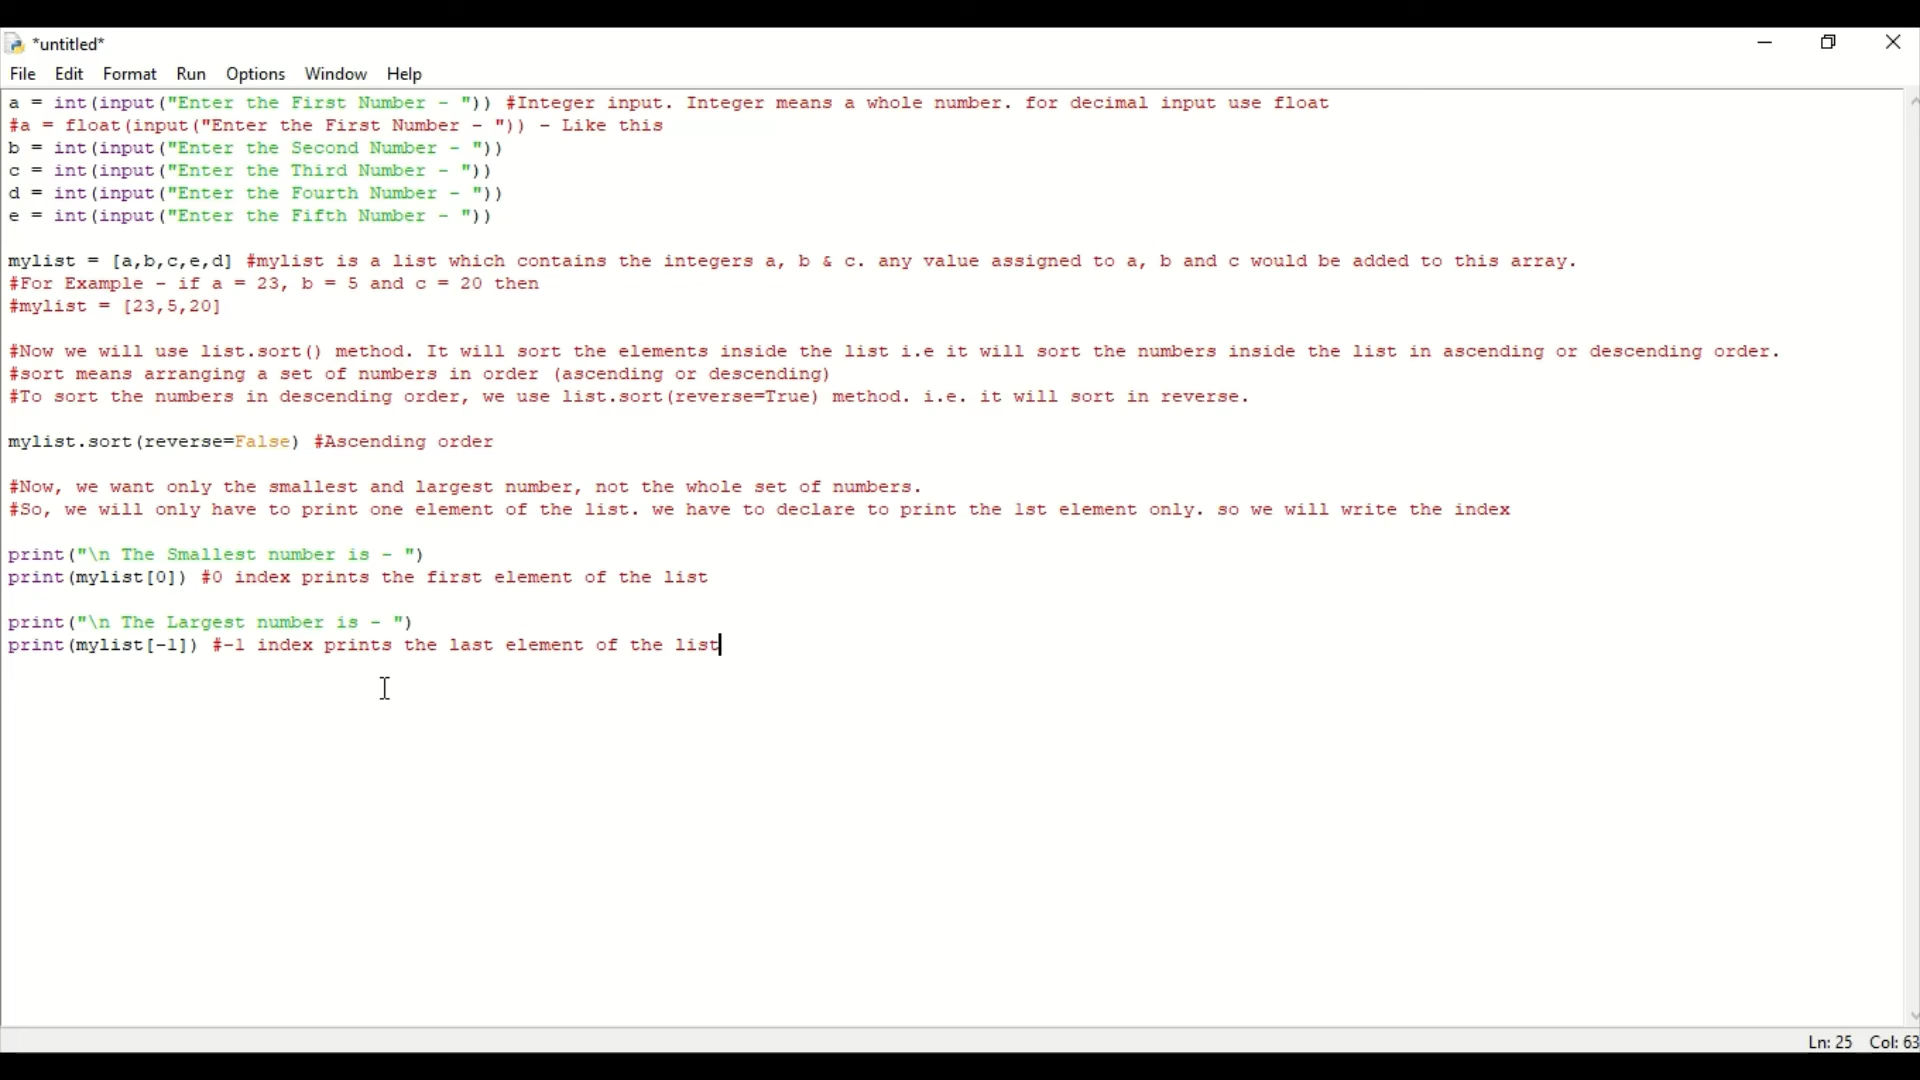 *untitled*
File Edit Format Run Options Window Help
a = int(input("Enter the First Number - ")) #Integer input. Integer means a whole number. for decimal input use float
#a = float(input("Enter the First Number - ")) - Like this
b = int(input("Enter the Second Number - "))
c = int(input("Enter the Third Number - "))
d = int(input("Enter the Fourth Number - "))
e = int(input("Enter the Fifth Number - "))
mylist = [a,b,c,e,d] #mylist is a list which contains the integers a, b & c. any value assigned to a, b and c would be added to this array.
#For Example - if a = 23, b = 5 and c = 20 then
#mylist = [23,5,20]
#Now we will use list.sort() method. It will sort the elements inside the list i.e it will sort the numbers inside the list in ascending or descending order.
#sort means arranging a set of numbers in order (ascending or descending)
#To sort the numbers in descending order, we use list.sort(reverse=True) method. i.e. it will sort in reverse.
mylist.sort(reverse=False) #Ascending order
#Now, we want only the smallest and largest number, not the whole set of numbers.
#So, we will only have to print one element of the list. we have to declare to print the 1st element only. so we will write the index
print("\n The Smallest number is - ")
print(mylist[0]) #0 index prints the first element of the list
print("\n The Largest number is - ")
print(mylist[-1]) #-1 index prints the last element of the list
Ln: 25 Col: 63